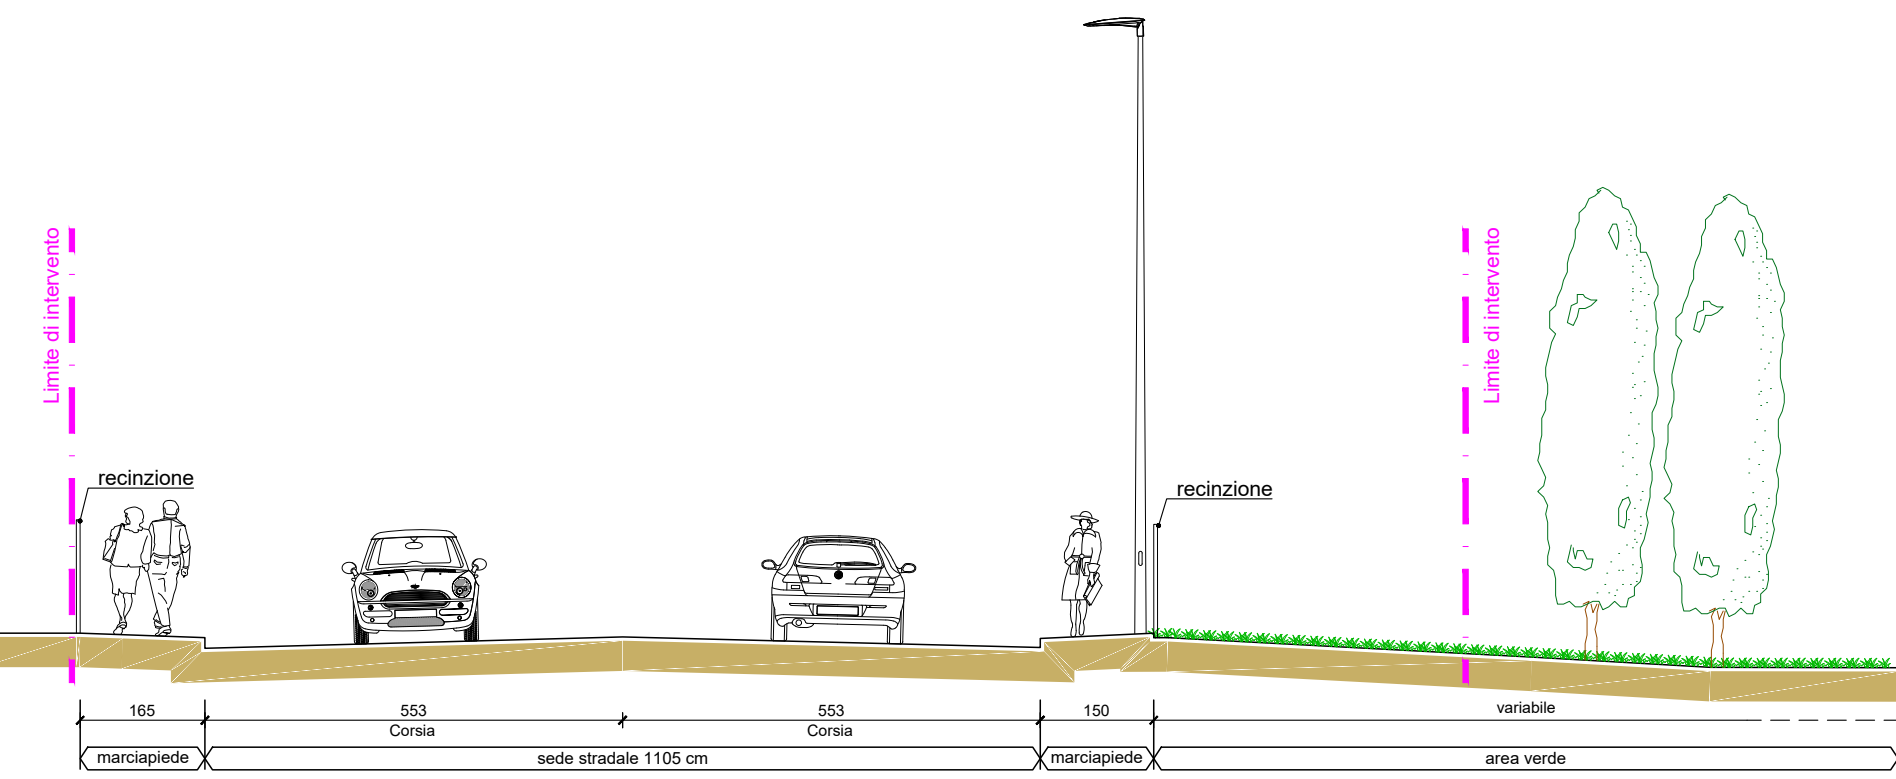 Limite di intervento
Limite di intervento
recinzione
recinzione
165
553
553
150
variabile
Corsia
Corsia
marciapiede
sede stradale 1105 cm
marciapiede
area verde